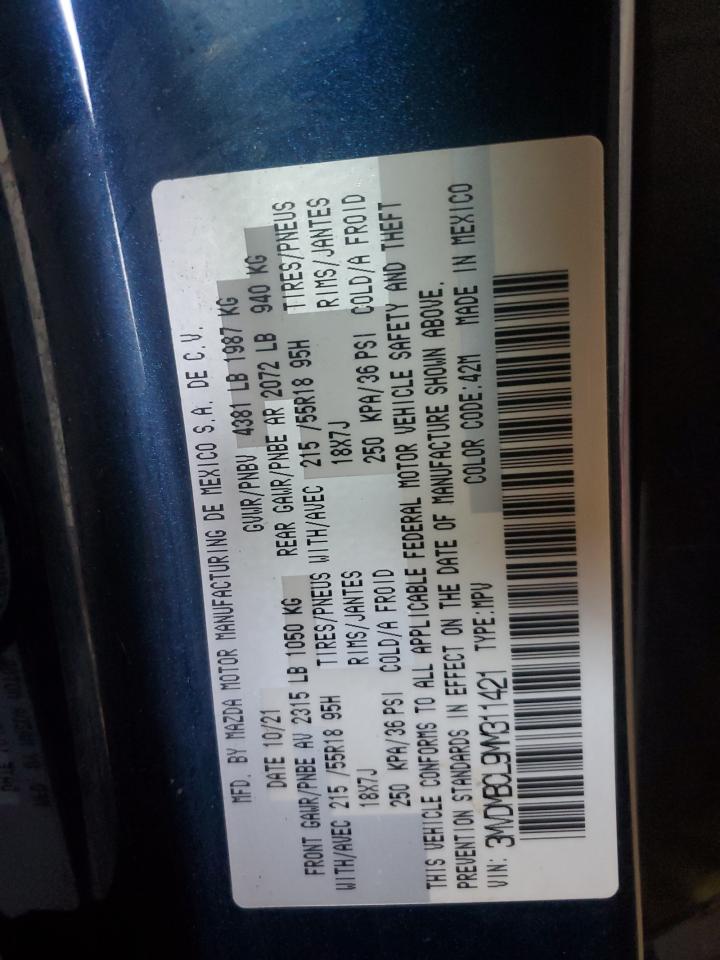 MFD. BY MAZDA MOTOR MANUFACTURING DE MEXICO S.A. DE C.V.
DATE 10/21 GVWR/PNBV 4381 LB 1987 KG
FRONT GAWR/PNBE AV 2315 LB 1050 KG REAR GAWR/PNBE AR 2072 LB 940 KG
WITH/AVEC 215 /55R18 95H TIRES/PNEUS WITH/AVEC 215 /55R18 95H TIRES/PNEUS
18X7J RIMS/JANTES 18X7J RIMS/JANTES
250 KPA/36 PSI COLD/A FROID 250 KPA/36 PSI COLD/A FROID
THIS VEHICLE CONFORMS TO ALL APPLICABLE FEDERAL MOTOR VEHICLE SAFETY AND THEFT
PREVENTION STANDARDS IN EFFECT ON THE DATE OF MANUFACTURE SHOWN ABOVE.
VIN: 3MVDMBCL9MM311421 TYPE:MPV COLOR CODE:42M MADE IN MEXICO